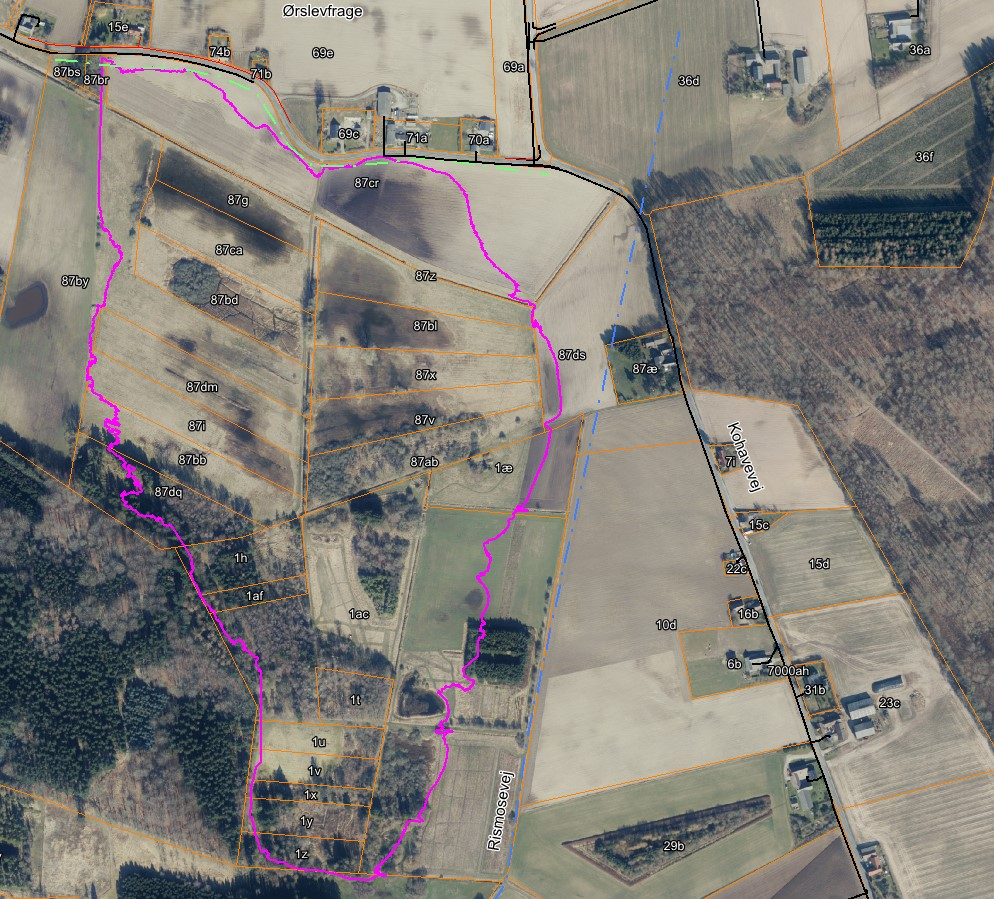 Ørslevfrage
15e
36a
74b
69e
69a
71b
87bs
87br
36d
69c
71a
70a
36f
87cr
87g
87ca
87z
87by
87bd
87bl
87ds
87æ
87x
87dm
87v
87i
Kohavevej
87bb
87ab
1æ
7i
87dq
15c
1h
22c
15d
1af
1ac
16b
10d
6b
7000ah
1t
31b
23c
1u
1v
1x
Rismosevej
1y
29b
1z